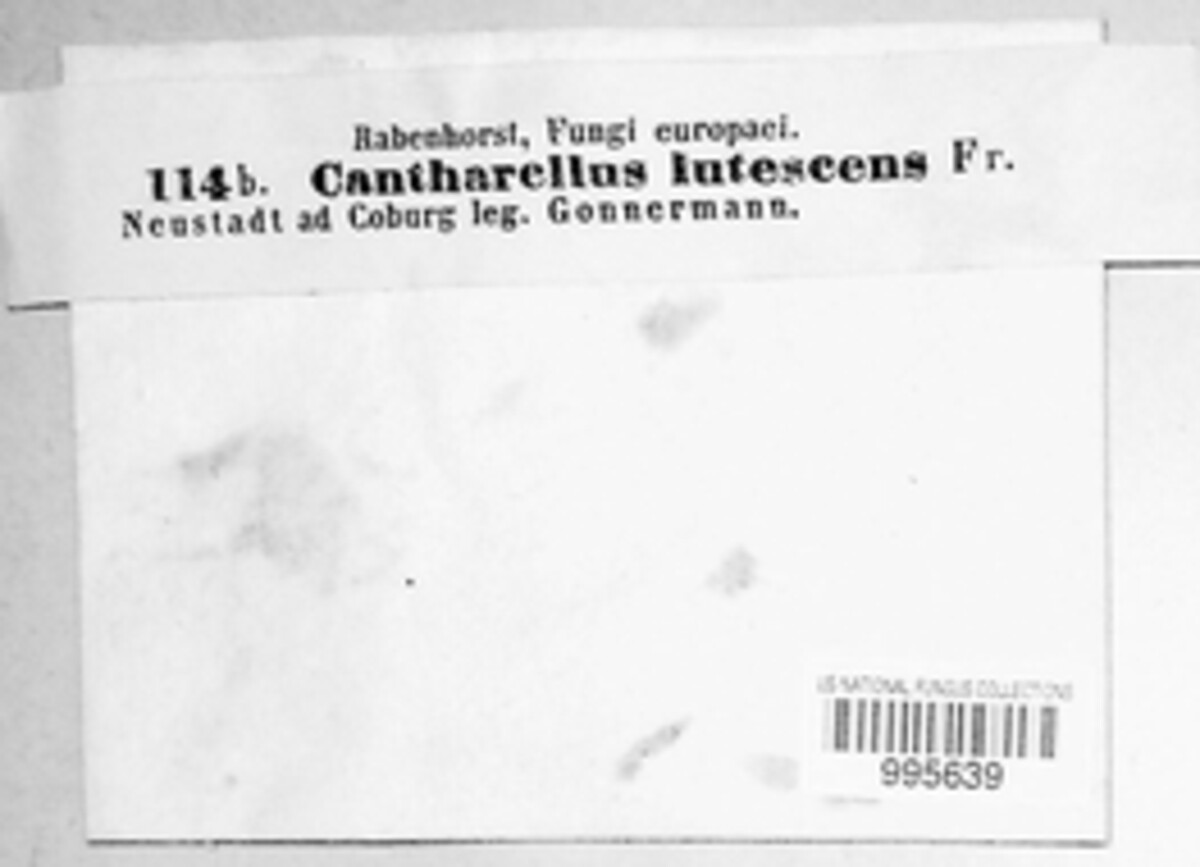 Rabenhorst, Fungi europaei.
114b. Cantharellus lutescens Fr.
Neustadt ad Coburg leg. Gonnermann.
US NATIONAL FUNGUS COLLECTIONS
995639